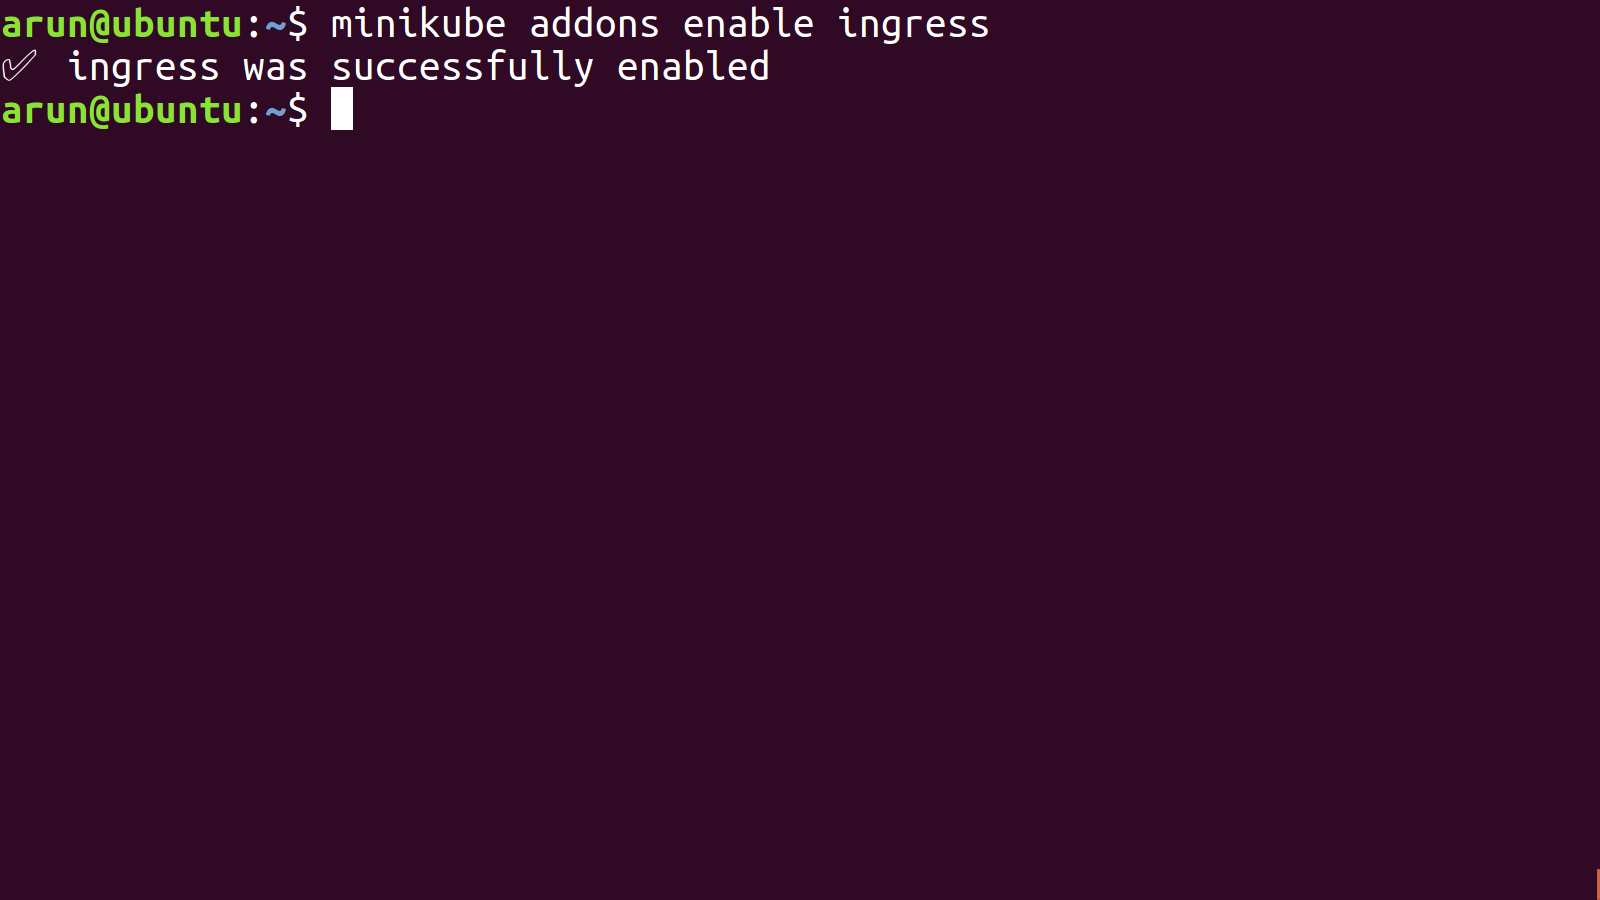 arun@ubuntu:~$ minikube addons enable ingress
✅ ingress was successfully enabled
arun@ubuntu:~$